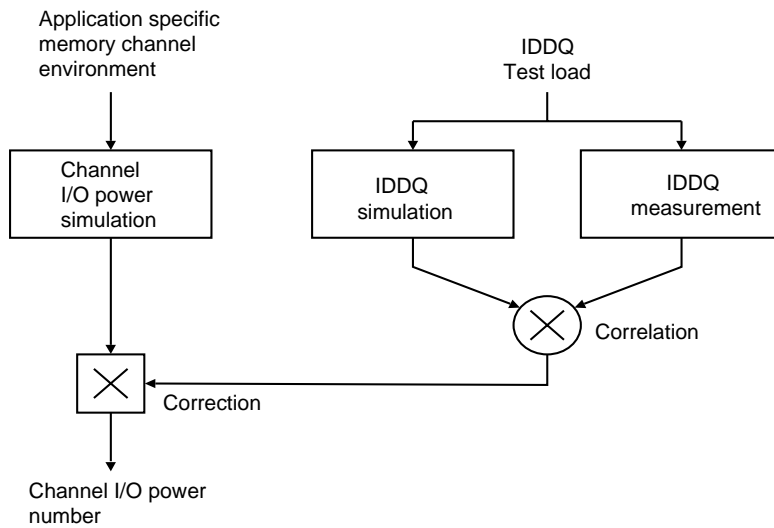 Application specific
memory channel
environment
IDDQ
Test load
Channel
I/O power
simulation
IDDQ
simulation
IDDQ
measurement
Correlation
Correction
Channel I/O power
number